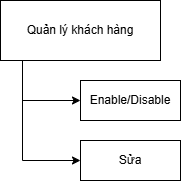 Quản lý khách hàng
Enable/Disable
Sửa